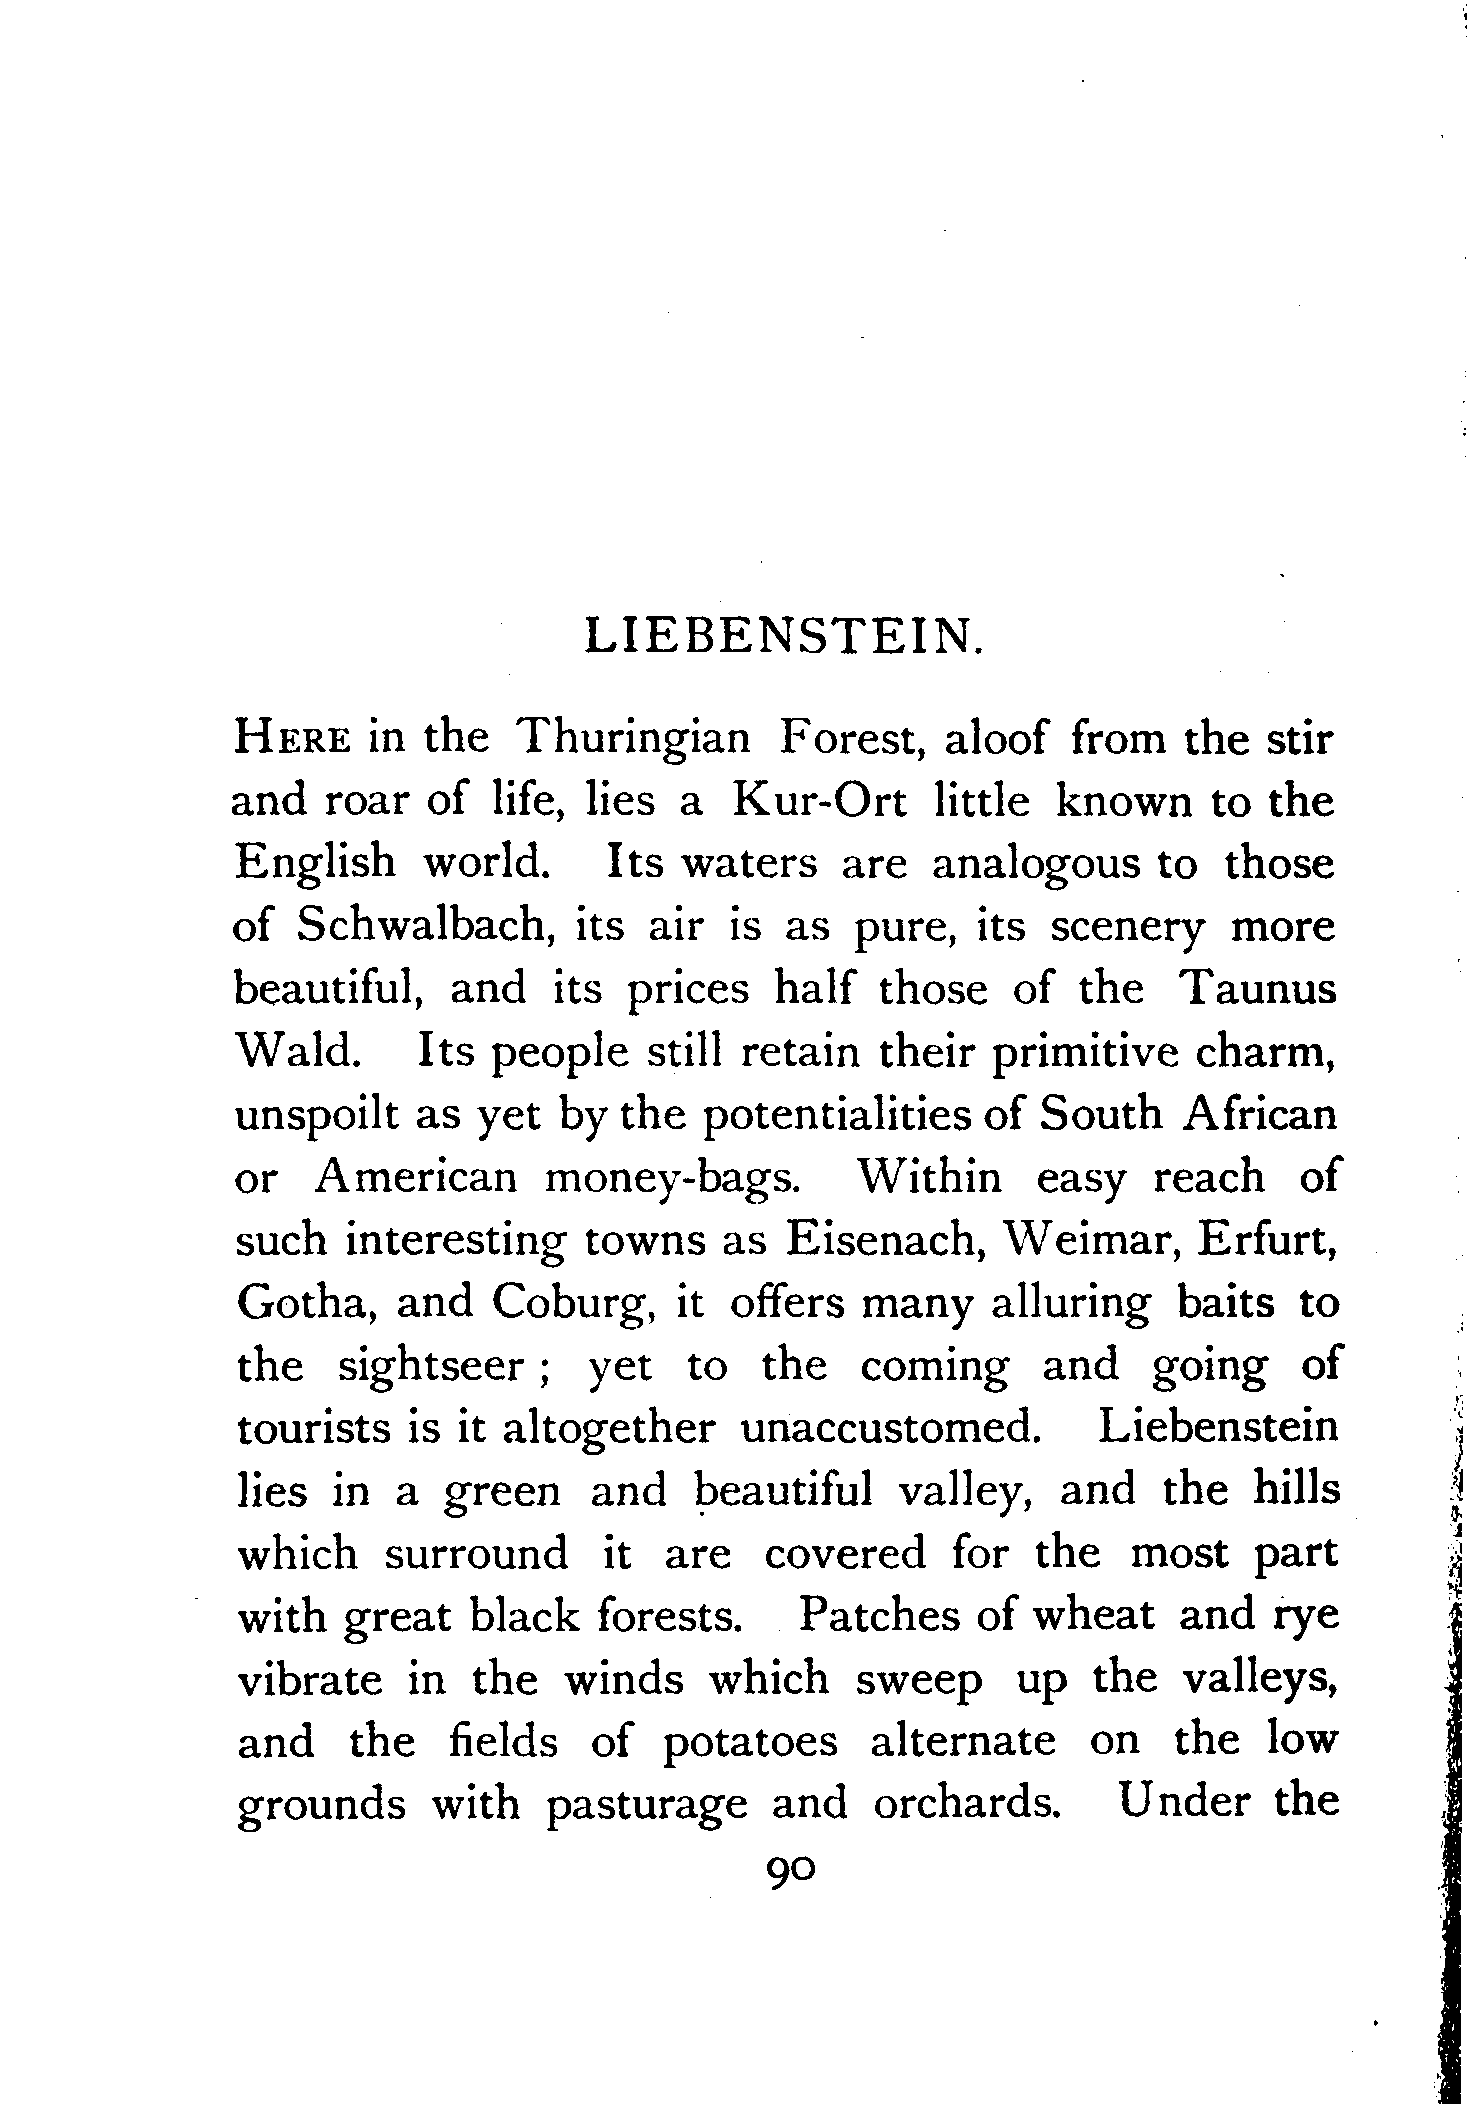 LIEBENSTEIN.
HERE in the Thuringian Forest, aloof from the stir
and roar of life, lies a Kur-Ort little known to the
English world. Its waters are analogous to those
of Schwalbach, its air is as pure, its scenery more
beautiful, and its prices half those of the Taunus
Wald. Its people still retain their primitive charm,
unspoilt as yet by the potentialities of South African
or American money-bags. Within easy reach of
such interesting towns as Eisenach, Weimar, Erfurt,
Gotha, and Coburg, it offers many alluring baits to
the sightseer ; yet to the coming and going of
tourists is it altogether unaccustomed. Liebenstein
lies in a green and beautiful valley, and the hills
which surround it are covered for the most part
with great black forests. Patches of wheat and rye
vibrate in the winds which sweep up the valleys,
and the fields of potatoes alternate on the low
grounds with pasturage and orchards. Under the
90